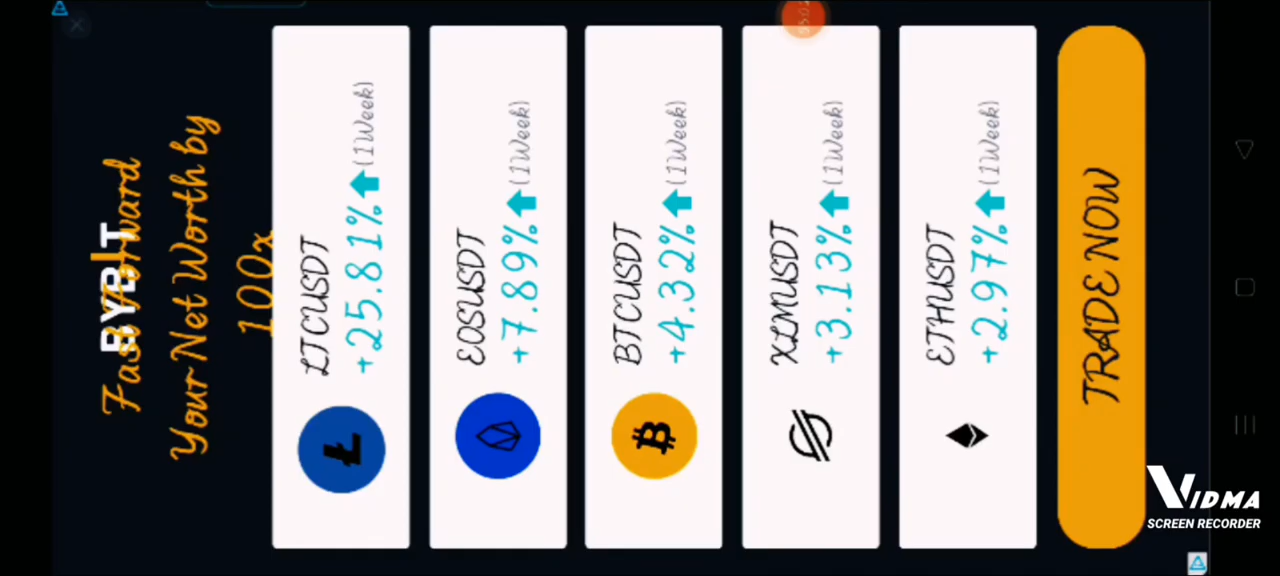 BYBIT
Fast Forward
Your Net Worth by
100x
LTCUSDT
+25.81% (1Week)
EOSUSDT
+7.89% (1Week)
BTCUSDT
+4.32% (1Week)
XLMUSDT
+3.13% (1Week)
ETHUSDT
+2.97% (1Week)
TRADE NOW
VIDMA
SCREEN RECORDER